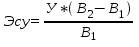 Эсу = У*(В₂−В₁) / В₁